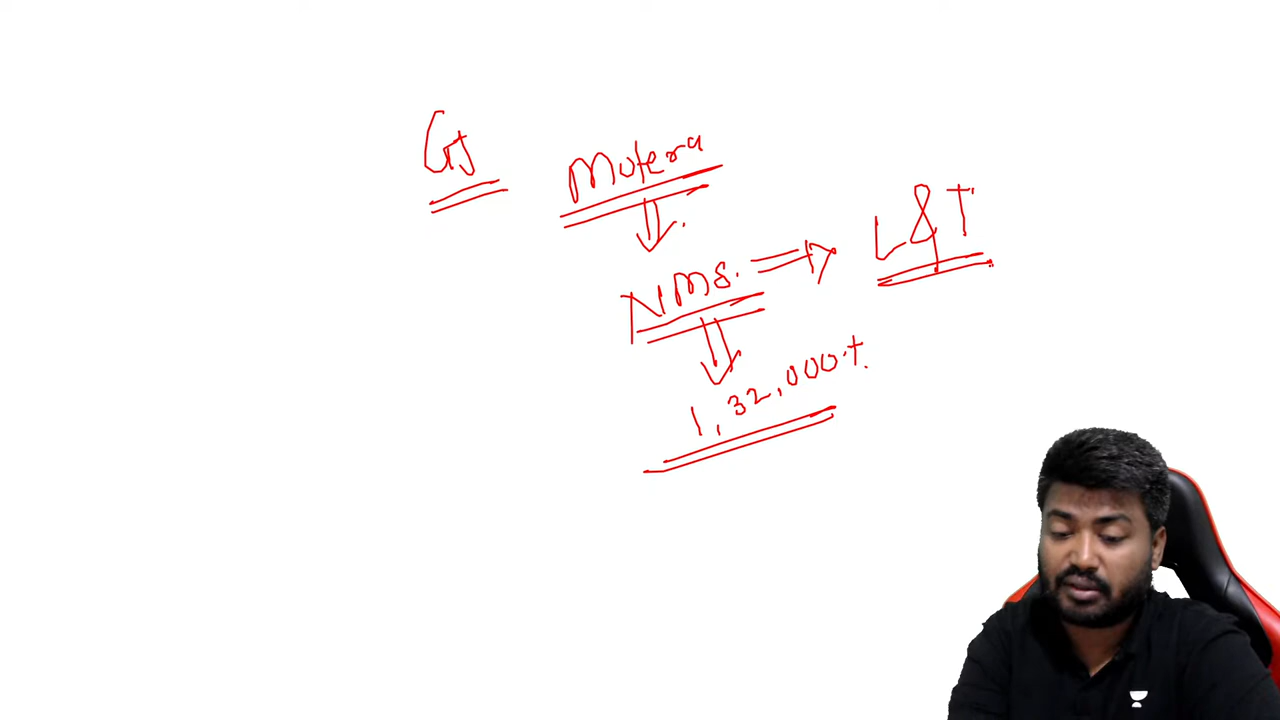 GJ Motera
L&T
NMS.
1,32,000+